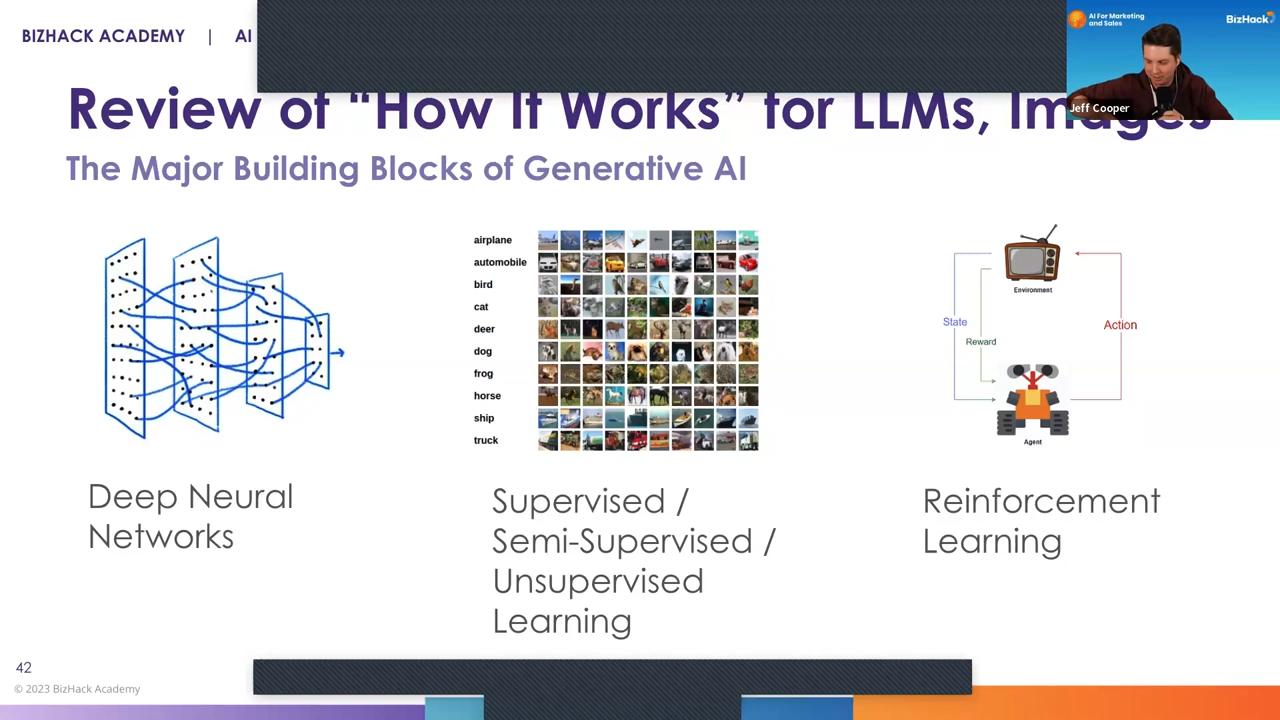 BIZHACK ACADEMY | AI
AI For Marketing
and Sales
BizHack
Jeff Cooper
Review of “How It Works” for LLMs, Images
The Major Building Blocks of Generative AI
airplane
automobile
bird
cat
deer
dog
frog
horse
ship
truck
Environment
State
Reward
Action
Agent
Deep Neural
Networks
Supervised /
Semi-Supervised /
Unsupervised
Learning
Reinforcement
Learning
42
© 2023 BizHack Academy